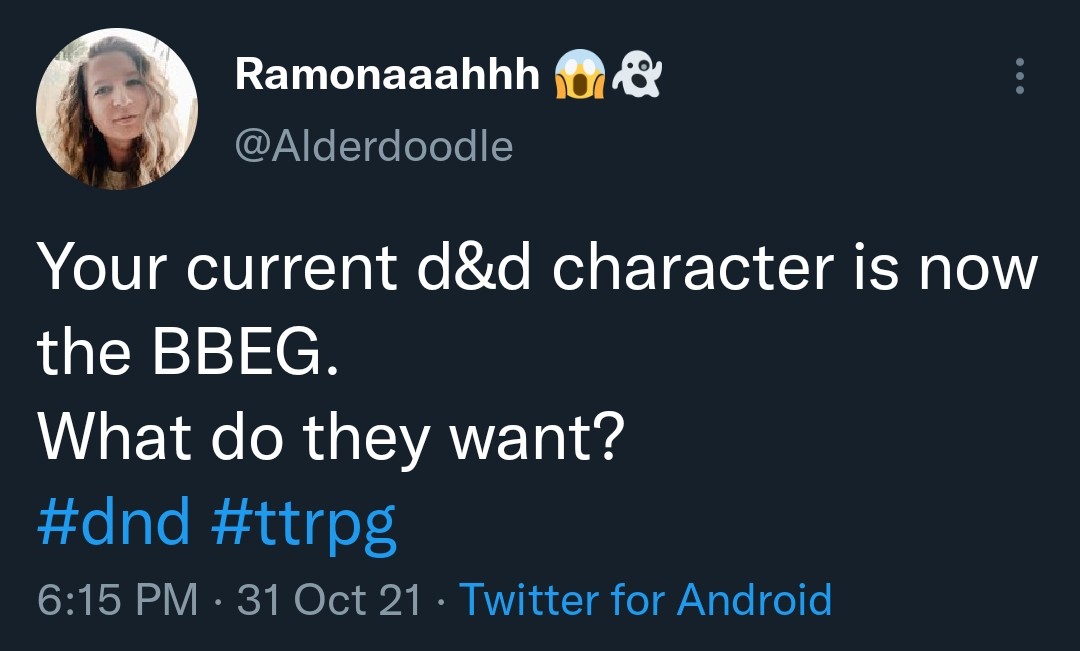 Ramonaaahhh 😱👻
@Alderdoodle
Your current d&d character is now
the BBEG.
What do they want?
#dnd #ttrpg
6:15 PM · 31 Oct 21 · Twitter for Android